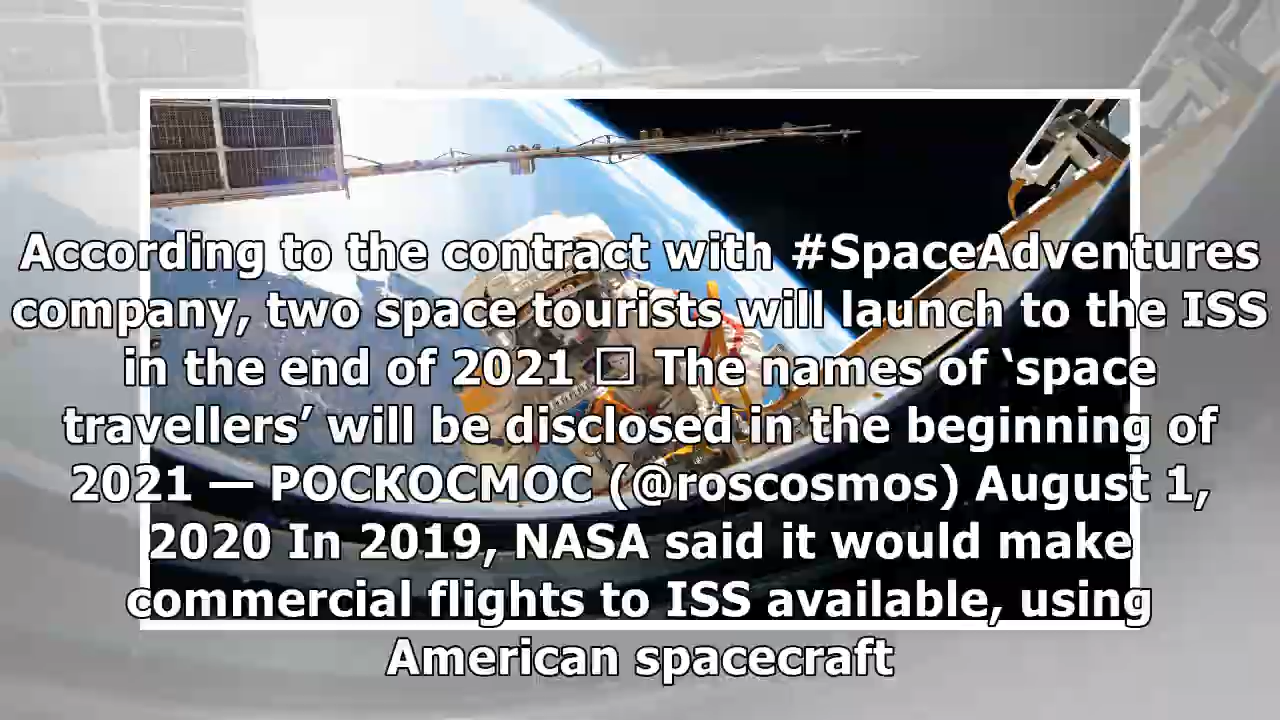 According to the contract with #SpaceAdventures
company, two space tourists will launch to the ISS
in the end of 2021 The names of ‘space
travellers’ will be disclosed in the beginning of
2021 — РОСКОСМОС (@roscosmos) August 1,
2020 In 2019, NASA said it would make
commercial flights to ISS available, using
American spacecraft